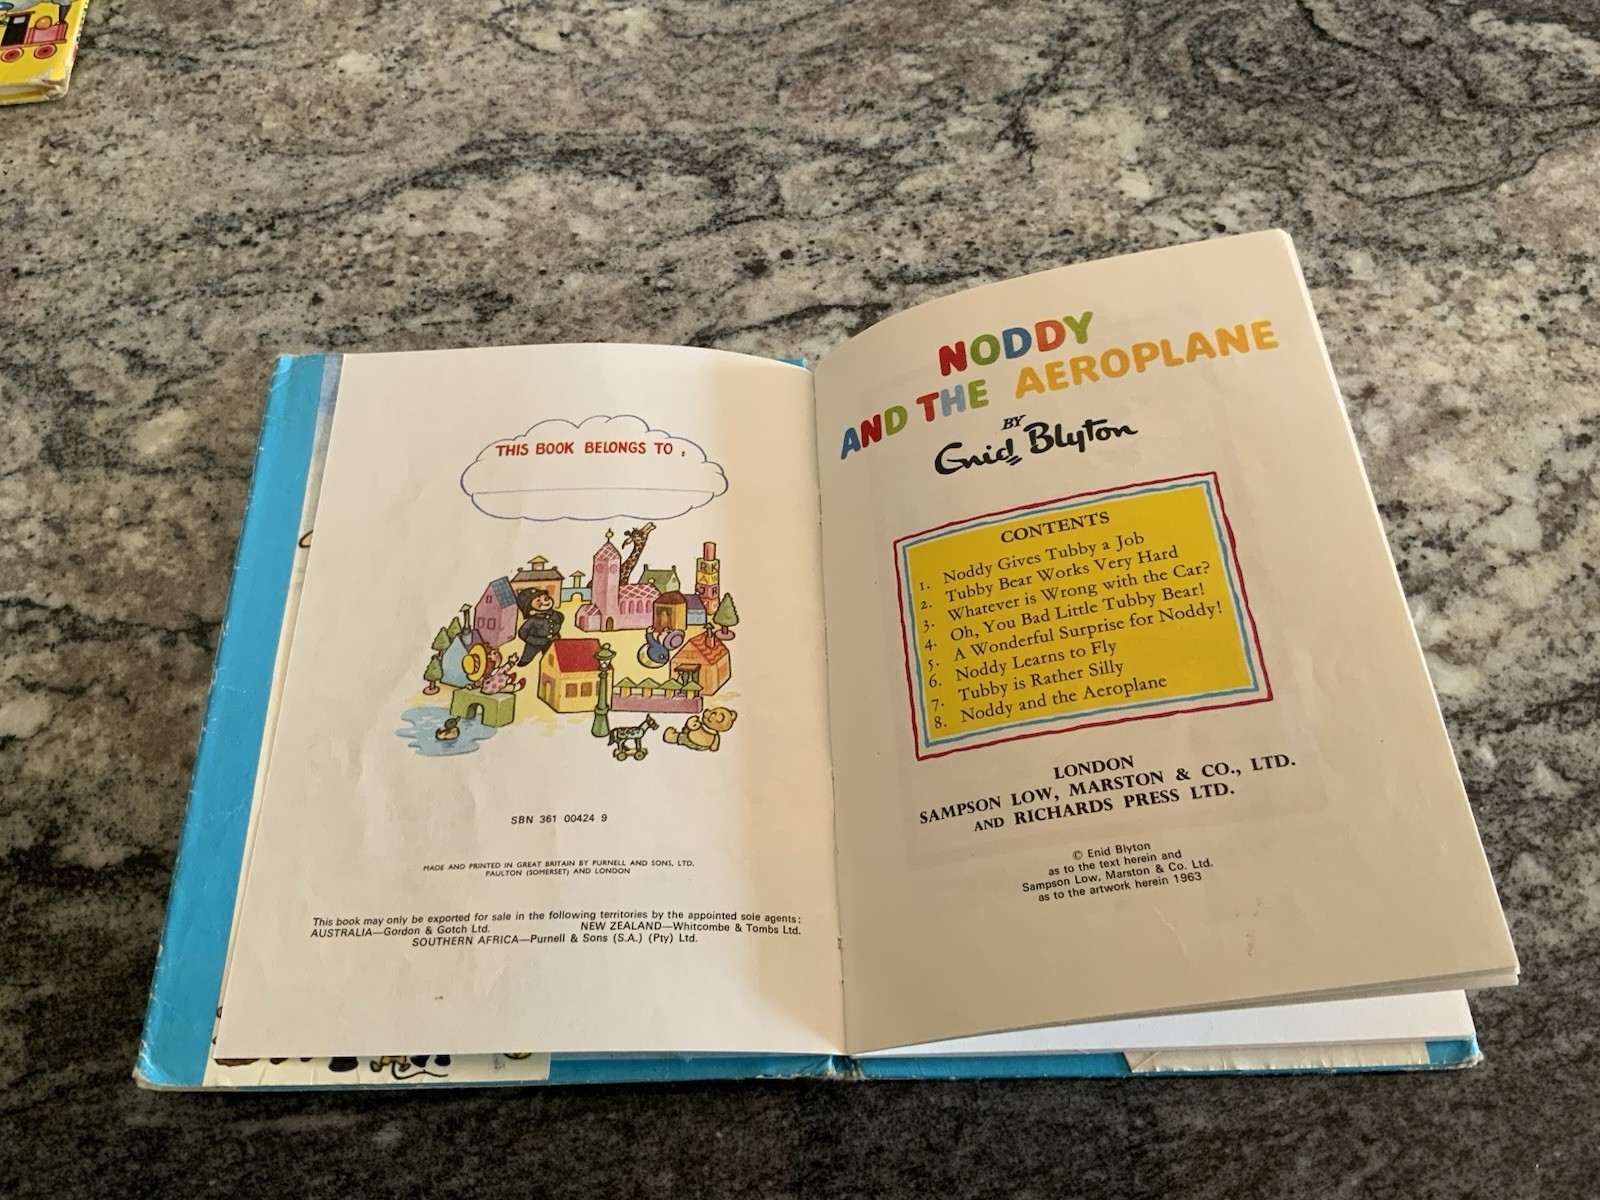 THIS BOOK BELONGS TO :
R K
A W
SBN 361 00424 9
MADE AND PRINTED IN GREAT BRITAIN BY PURNELL AND SONS, LTD.
PAULTON (SOMERSET) AND LONDON
This book may only be exported for sale in the following territories by the appointed sole agents:
AUSTRALIA—Gordon & Gotch Ltd. NEW ZEALAND—Whitcombe & Tombs Ltd.
SOUTHERN AFRICA—Purnell & Sons (S.A.) (Pty) Ltd.
NODDY
AND THE AEROPLANE
BY
Enid Blyton
CONTENTS
1. Noddy Gives Tubby a Job
2. Tubby Bear Works Very Hard
3. Whatever is Wrong with the Car?
4. Oh, You Bad Little Tubby Bear!
5. A Wonderful Surprise for Noddy!
6. Noddy Learns to Fly
7. Tubby is Rather Silly
8. Noddy and the Aeroplane
LONDON
SAMPSON LOW, MARSTON & CO., LTD.
AND RICHARDS PRESS LTD.
© Enid Blyton
as to the text herein and
Sampson Low, Marston & Co. Ltd.
as to the artwork herein 1963